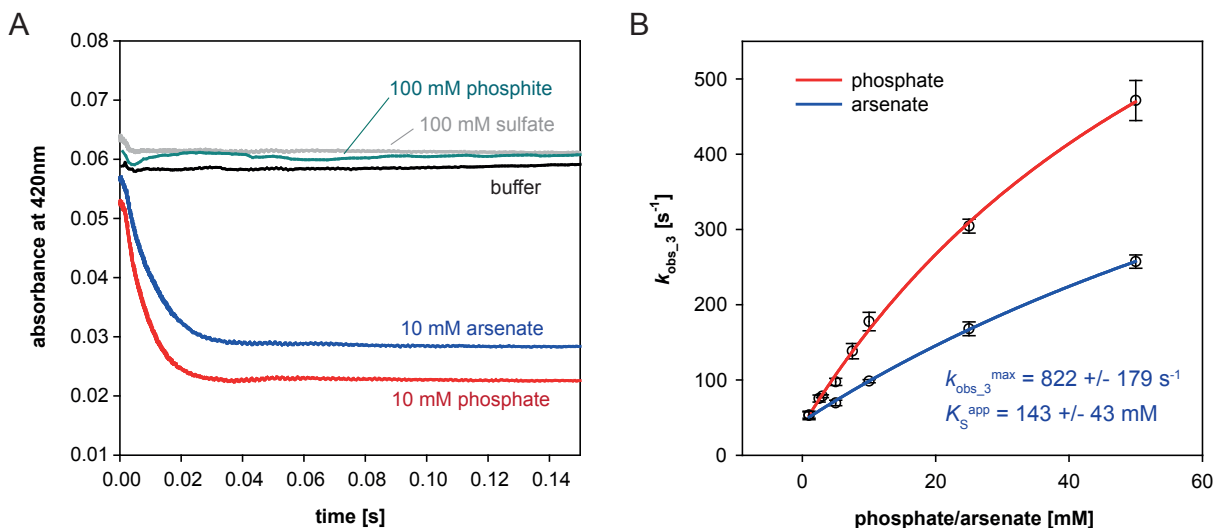 A
0.08
0.07
0.06
0.05
0.04
0.03
0.02
0.01
absorbance at 420nm
100 mM phosphite
100 mM sulfate
buffer
10 mM arsenate
10 mM phosphate
0.00 0.02 0.04 0.06 0.08 0.10 0.12 0.14
time [s]
B
500
400
300
200
100
0
kobs_3 [s-1]
phosphate
arsenate
kobs_3max = 822 +/- 179 s-1
KSapp = 143 +/- 43 mM
0 20 40 60
phosphate/arsenate [mM]